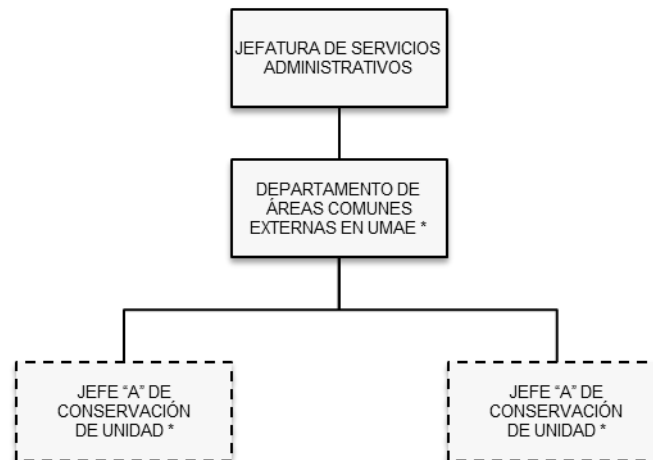 JEFATURA DE SERVICIOS
ADMINISTRATIVOS
DEPARTAMENTO DE
ÁREAS COMUNES
EXTERNAS EN UMAE *
JEFE “A” DE
CONSERVACIÓN
DE UNIDAD *
JEFE “A” DE
CONSERVACIÓN
DE UNIDAD *